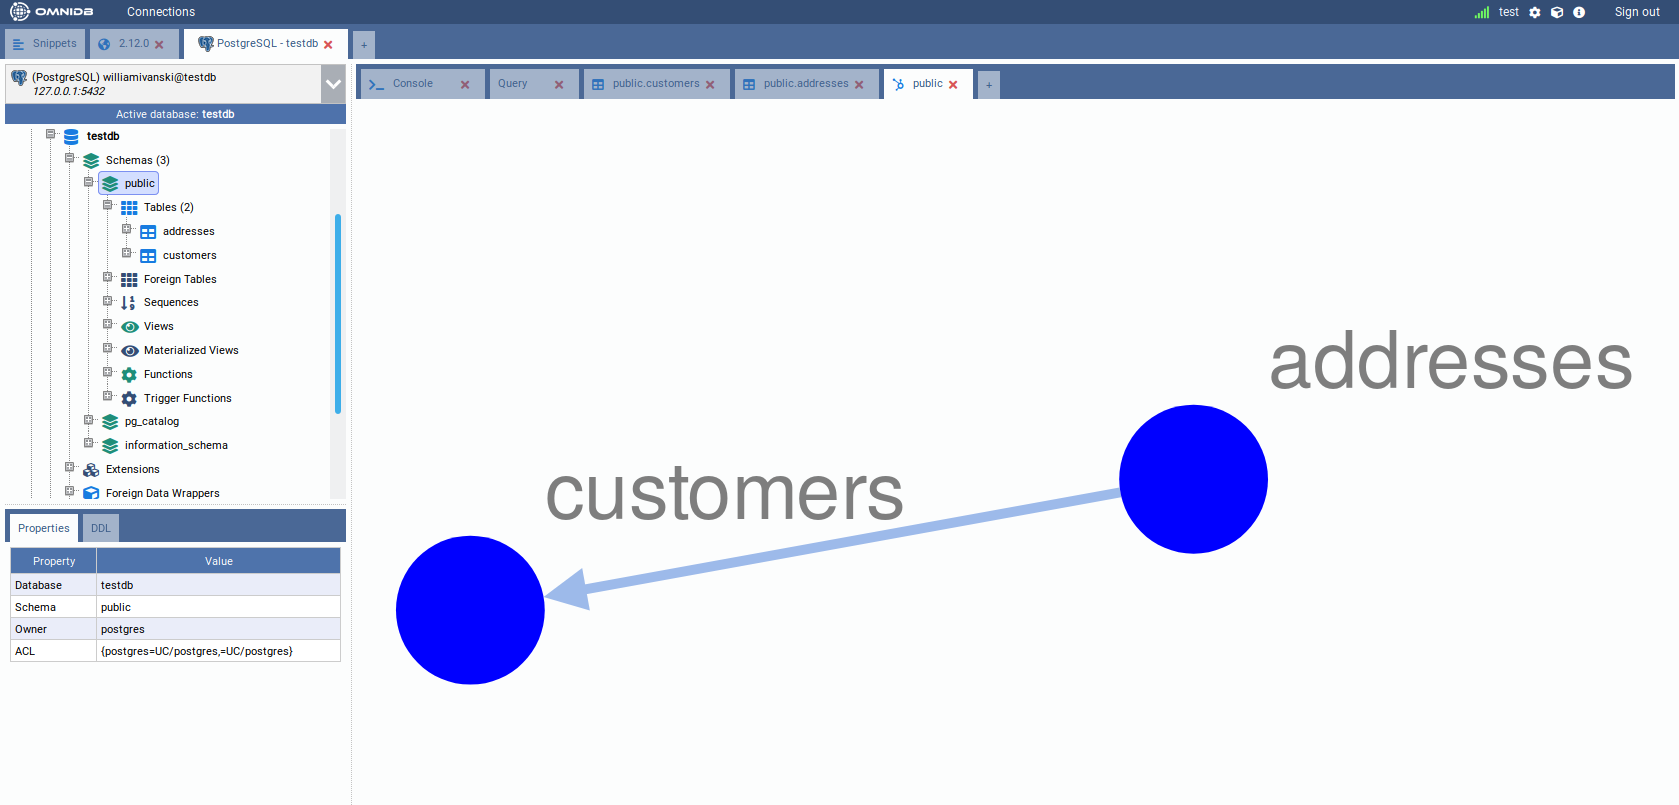 OMNIDB Connections test Sign out
Snippets 2.12.0 PostgreSQL - testdb +
(PostgreSQL) williamivanski@testdb
127.0.0.1:5432
Active database: testdb
testdb
Schemas (3)
public
Tables (2)
addresses
customers
Foreign Tables
Sequences
Views
Materialized Views
Functions
Trigger Functions
pg_catalog
information_schema
Extensions
Foreign Data Wrappers
Properties DDL
Property Value
Database testdb
Schema public
Owner postgres
ACL {postgres=UC/postgres,=UC/postgres}
Console Query public.customers public.addresses public +
addresses
customers